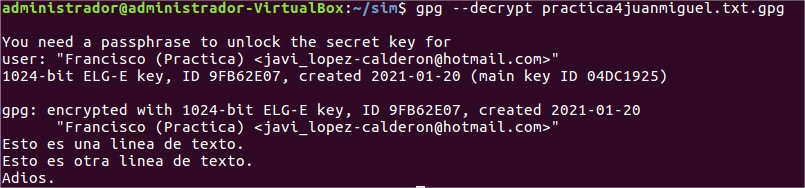 administrador@administrador-VirtualBox:~/sim$ gpg --decrypt practica4juanmiguel.txt.gpg
You need a passphrase to unlock the secret key for
user: "Francisco (Practica) <javi_lopez-calderon@hotmail.com>"
1024-bit ELG-E key, ID 9FB62E07, created 2021-01-20 (main key ID 04DC1925)
gpg: encrypted with 1024-bit ELG-E key, ID 9FB62E07, created 2021-01-20
"Francisco (Practica) <javi_lopez-calderon@hotmail.com>"
Esto es una linea de texto.
Esto es otra linea de texto.
Adios.